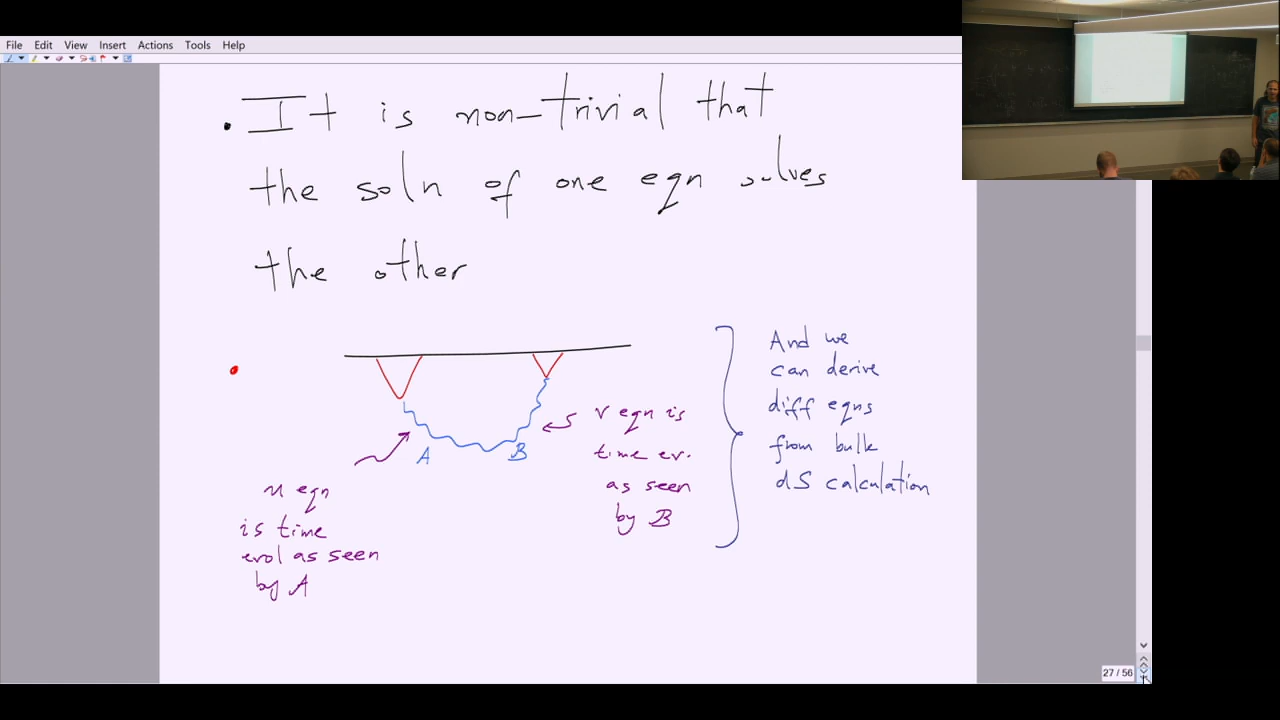 File Edit View Insert Actions Tools Help
. It is non-trivial that
the soln of one eqn solves
the other
A
B
u eqn
is time
evol as seen
by A
v eqn is
time ev.
as seen
by B
And we
can derive
diff eqns
from bulk
dS calculation
27 / 56